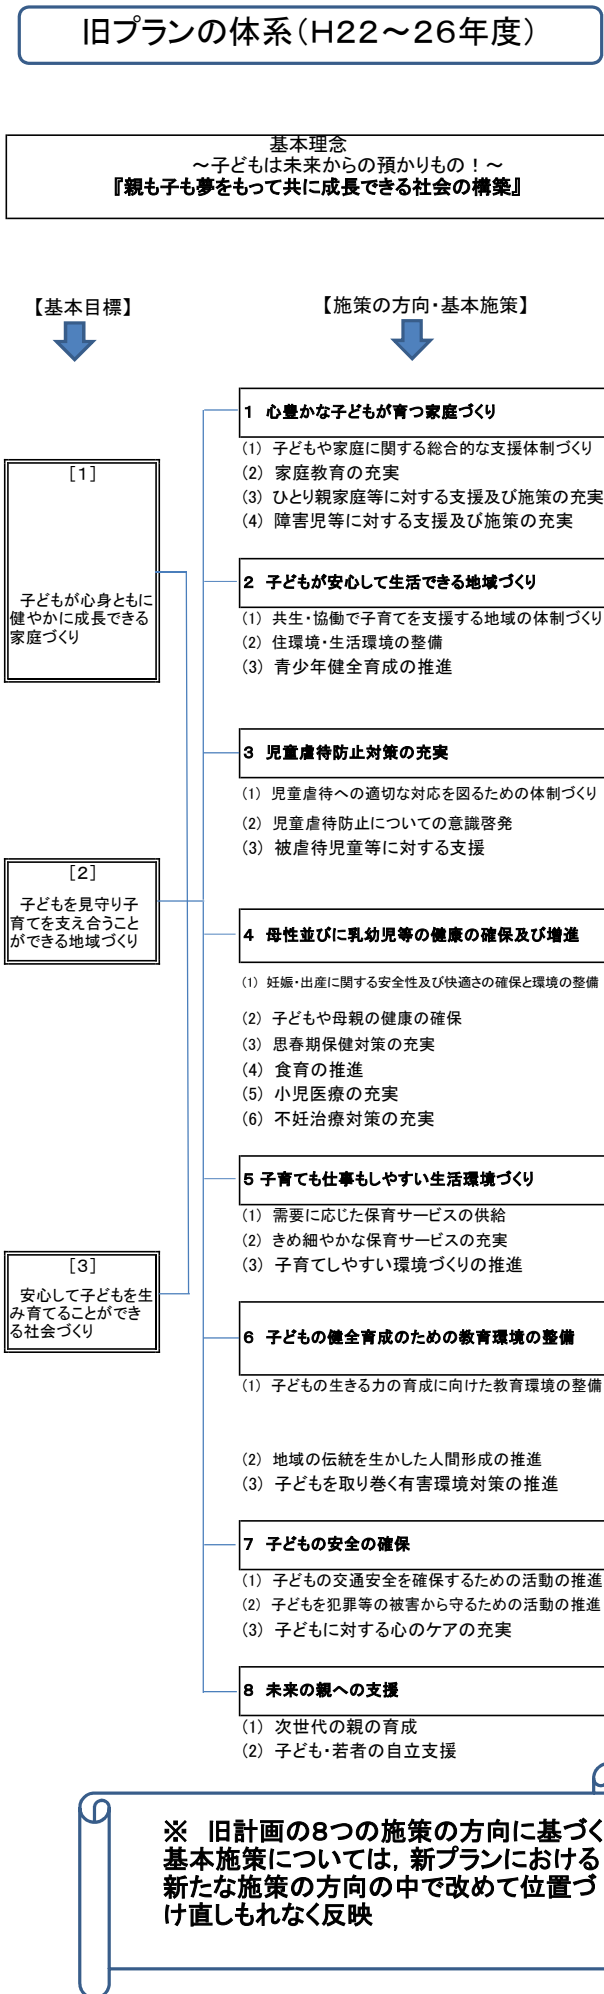 旧プランの体系（Ｈ２２～２６年度）
基本理念
～子どもは未来からの預かりもの！～
『親も子も夢をもって共に成長できる社会の構築』
【基本目標】
【施策の方向・基本施策】
１　心豊かな子どもが育つ家庭づくり
（1）子どもや家庭に関する総合的な支援体制づくり
（2）家庭教育の充実
（3）ひとり親家庭等に対する支援及び施策の充実
（4）障害児等に対する支援及び施策の充実
［１］
子どもが心身ともに
健やかに成長できる
家庭づくり
２　子どもが安心して生活できる地域づくり
（1）共生・協働で子育てを支援する地域の体制づくり
（2）住環境・生活環境の整備
（3）青少年健全育成の推進
３　児童虐待防止対策の充実
（1）児童虐待への適切な対応を図るための体制づくり
（2）児童虐待防止についての意識啓発
（3）被虐待児童等に対する支援
［２］
子どもを見守り子
育てを支え合うこと
ができる地域づくり
４　母性並びに乳幼児等の健康の確保及び増進
（1）妊娠・出産に関する安全性及び快適さの確保と環境の整備
（2）子どもや母親の健康の確保
（3）思春期保健対策の充実
（4）食育の推進
（5）小児医療の充実
（6）不妊治療対策の充実
５ 子育ても仕事もしやすい生活環境づくり
（1）需要に応じた保育サービスの供給
（2）きめ細やかな保育サービスの充実
（3）子育てしやすい環境づくりの推進
［３］
安心して子どもを生
み育てることができ
る社会づくり
６　子どもの健全育成のための教育環境の整備
（1）子どもの生きる力の育成に向けた教育環境の整備
（2）地域の伝統を生かした人間形成の推進
（3）子どもを取り巻く有害環境対策の推進
７　子どもの安全の確保
（1）子どもの交通安全を確保するための活動の推進
（2）子どもを犯罪等の被害から守るための活動の推進
（3）子どもに対する心のケアの充実
８　未来の親への支援
（1）次世代の親の育成
（2）子ども・若者の自立支援
※　旧計画の８つの施策の方向に基づく
基本施策については，新プランにおける
新たな施策の方向の中で改めて位置づ
け直しもれなく反映